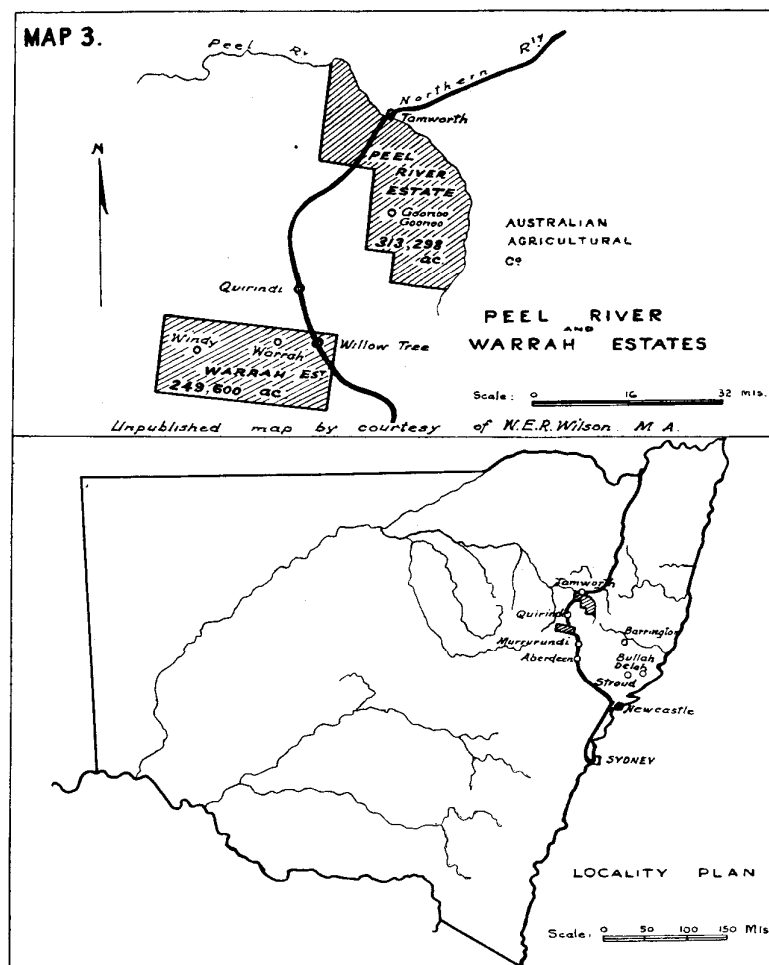 MAP 3.
Peel Rv
Northern Rly
Tamworth
N
PEEL
RIVER
ESTATE
Goonoo
Goonoo
313,298
ac.
AUSTRALIAN
AGRICULTURAL
Co
Quirindi
PEEL RIVER
AND
WARRAH ESTATES
Windy
Warrah
Willow Tree
WARRAH EST.
249,600 ac.
Scale: 0 16 32 Mls.
Unpublished map by courtesy of W.E.R. Wilson M.A.
Tamworth
Quirindi
Murrurundi
Barrington
Aberdeen
Bullah
Delah
Stroud
Newcastle
SYDNEY
LOCALITY PLAN
Scale: 0 50 100 150 Mls